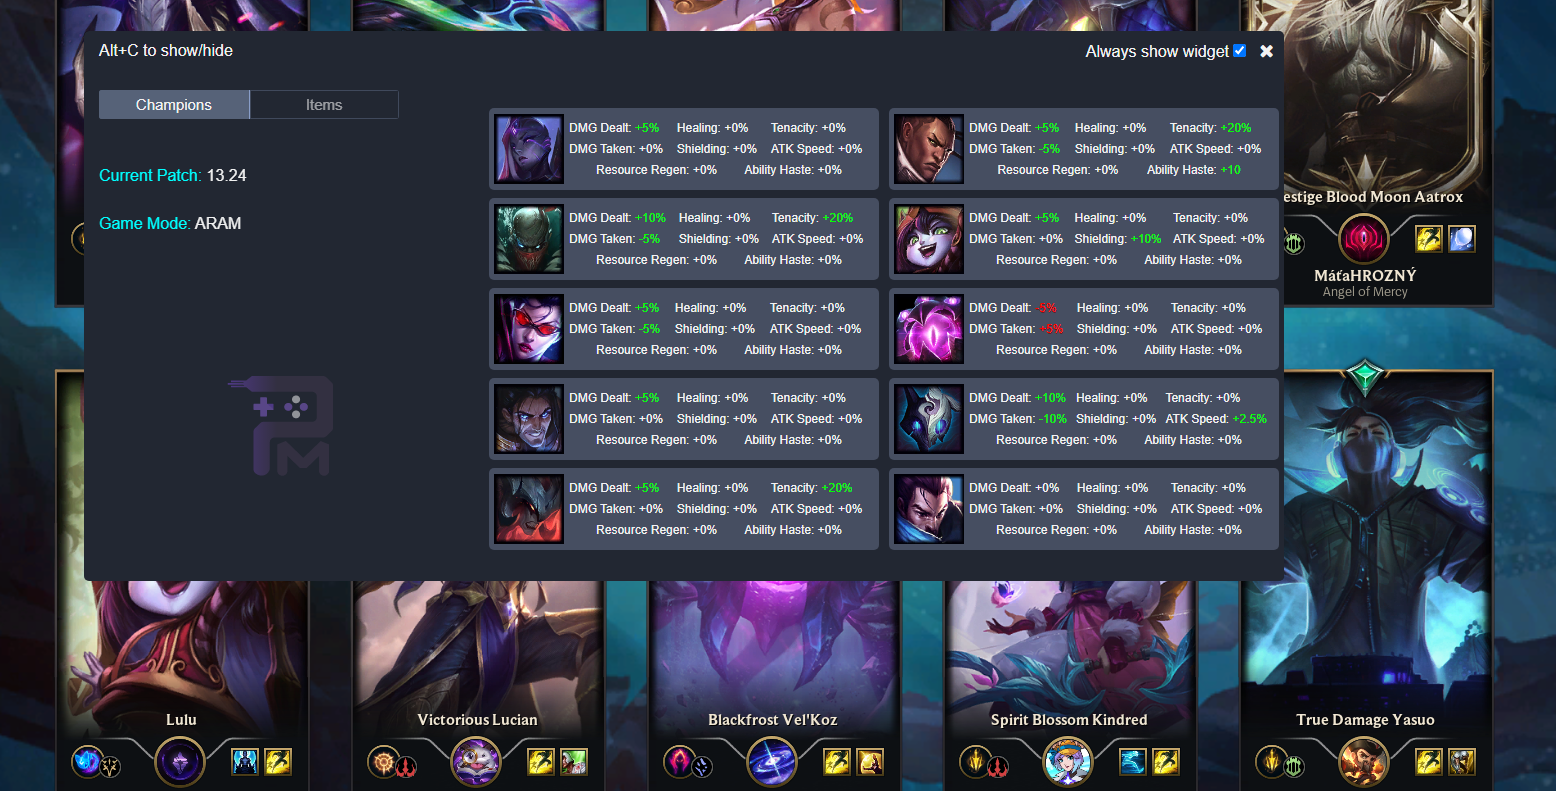 Alt+C to show/hide
Always show widget
Champions
Items
Current Patch: 13.24
Game Mode: ARAM
DMG Dealt: +5% Healing: +0% Tenacity: +0%
DMG Taken: +0% Shielding: +0% ATK Speed: +0%
Resource Regen: +0% Ability Haste: +0%
DMG Dealt: +5% Healing: +0% Tenacity: +20%
DMG Taken: -5% Shielding: +0% ATK Speed: +0%
Resource Regen: +0% Ability Haste: +10
DMG Dealt: +10% Healing: +0% Tenacity: +20%
DMG Taken: -5% Shielding: +0% ATK Speed: +0%
Resource Regen: +0% Ability Haste: +0%
DMG Dealt: +5% Healing: +0% Tenacity: +0%
DMG Taken: +0% Shielding: +10% ATK Speed: +0%
Resource Regen: +0% Ability Haste: +0%
DMG Dealt: +5% Healing: +0% Tenacity: +0%
DMG Taken: -5% Shielding: +0% ATK Speed: +0%
Resource Regen: +0% Ability Haste: +0%
DMG Dealt: -5% Healing: +0% Tenacity: +0%
DMG Taken: +5% Shielding: +0% ATK Speed: +0%
Resource Regen: +0% Ability Haste: +0%
DMG Dealt: +5% Healing: +0% Tenacity: +0%
DMG Taken: +0% Shielding: +0% ATK Speed: +0%
Resource Regen: +0% Ability Haste: +0%
DMG Dealt: +10% Healing: +0% Tenacity: +0%
DMG Taken: -10% Shielding: +0% ATK Speed: +2.5%
Resource Regen: +0% Ability Haste: +0%
DMG Dealt: +5% Healing: +0% Tenacity: +20%
DMG Taken: +0% Shielding: +0% ATK Speed: +0%
Resource Regen: +0% Ability Haste: +0%
DMG Dealt: +0% Healing: +0% Tenacity: +0%
DMG Taken: +0% Shielding: +0% ATK Speed: +0%
Resource Regen: +0% Ability Haste: +0%
PM
estige Blood Moon Aatrox
MáťaHROZNÝ
Angel of Mercy
Lulu
Victorious Lucian
Blackfrost Vel'Koz
Spirit Blossom Kindred
True Damage Yasuo